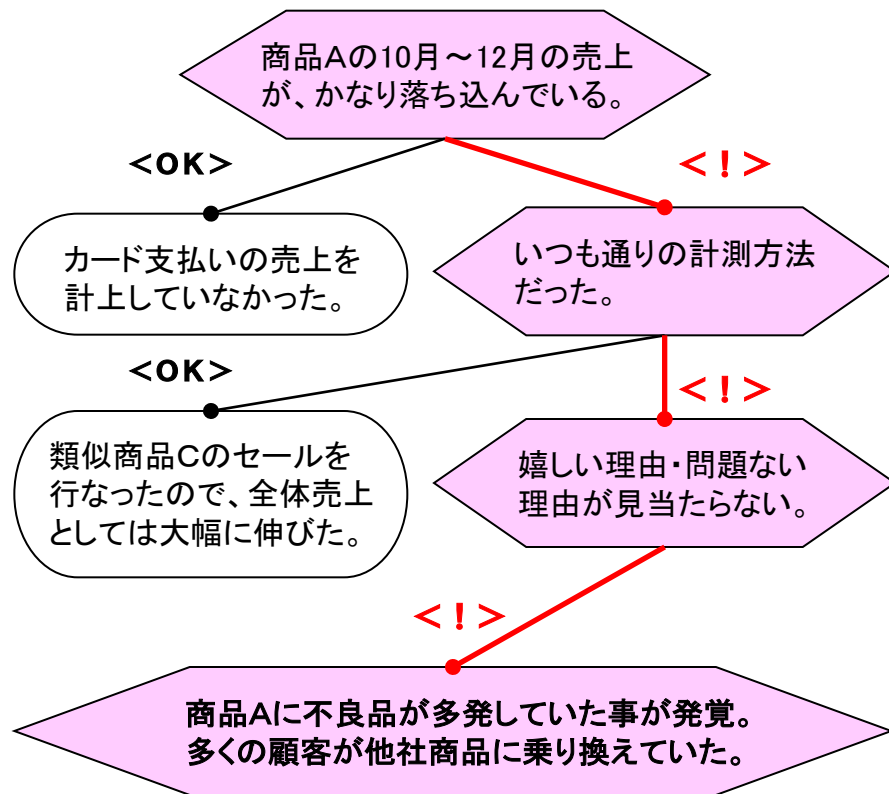 商品Aの10月～12月の売上
が、かなり落ち込んでいる。
<OK>
<！>
カード支払いの売上を
計上していなかった。
いつも通りの計測方法
だった。
<OK>
<！>
類似商品Cのセールを
行なったので、全体売上
としては大幅に伸びた。
嬉しい理由・問題ない
理由が見当たらない。
<！>
商品Aに不良品が多発していた事が発覚。
多くの顧客が他社商品に乗り換えていた。